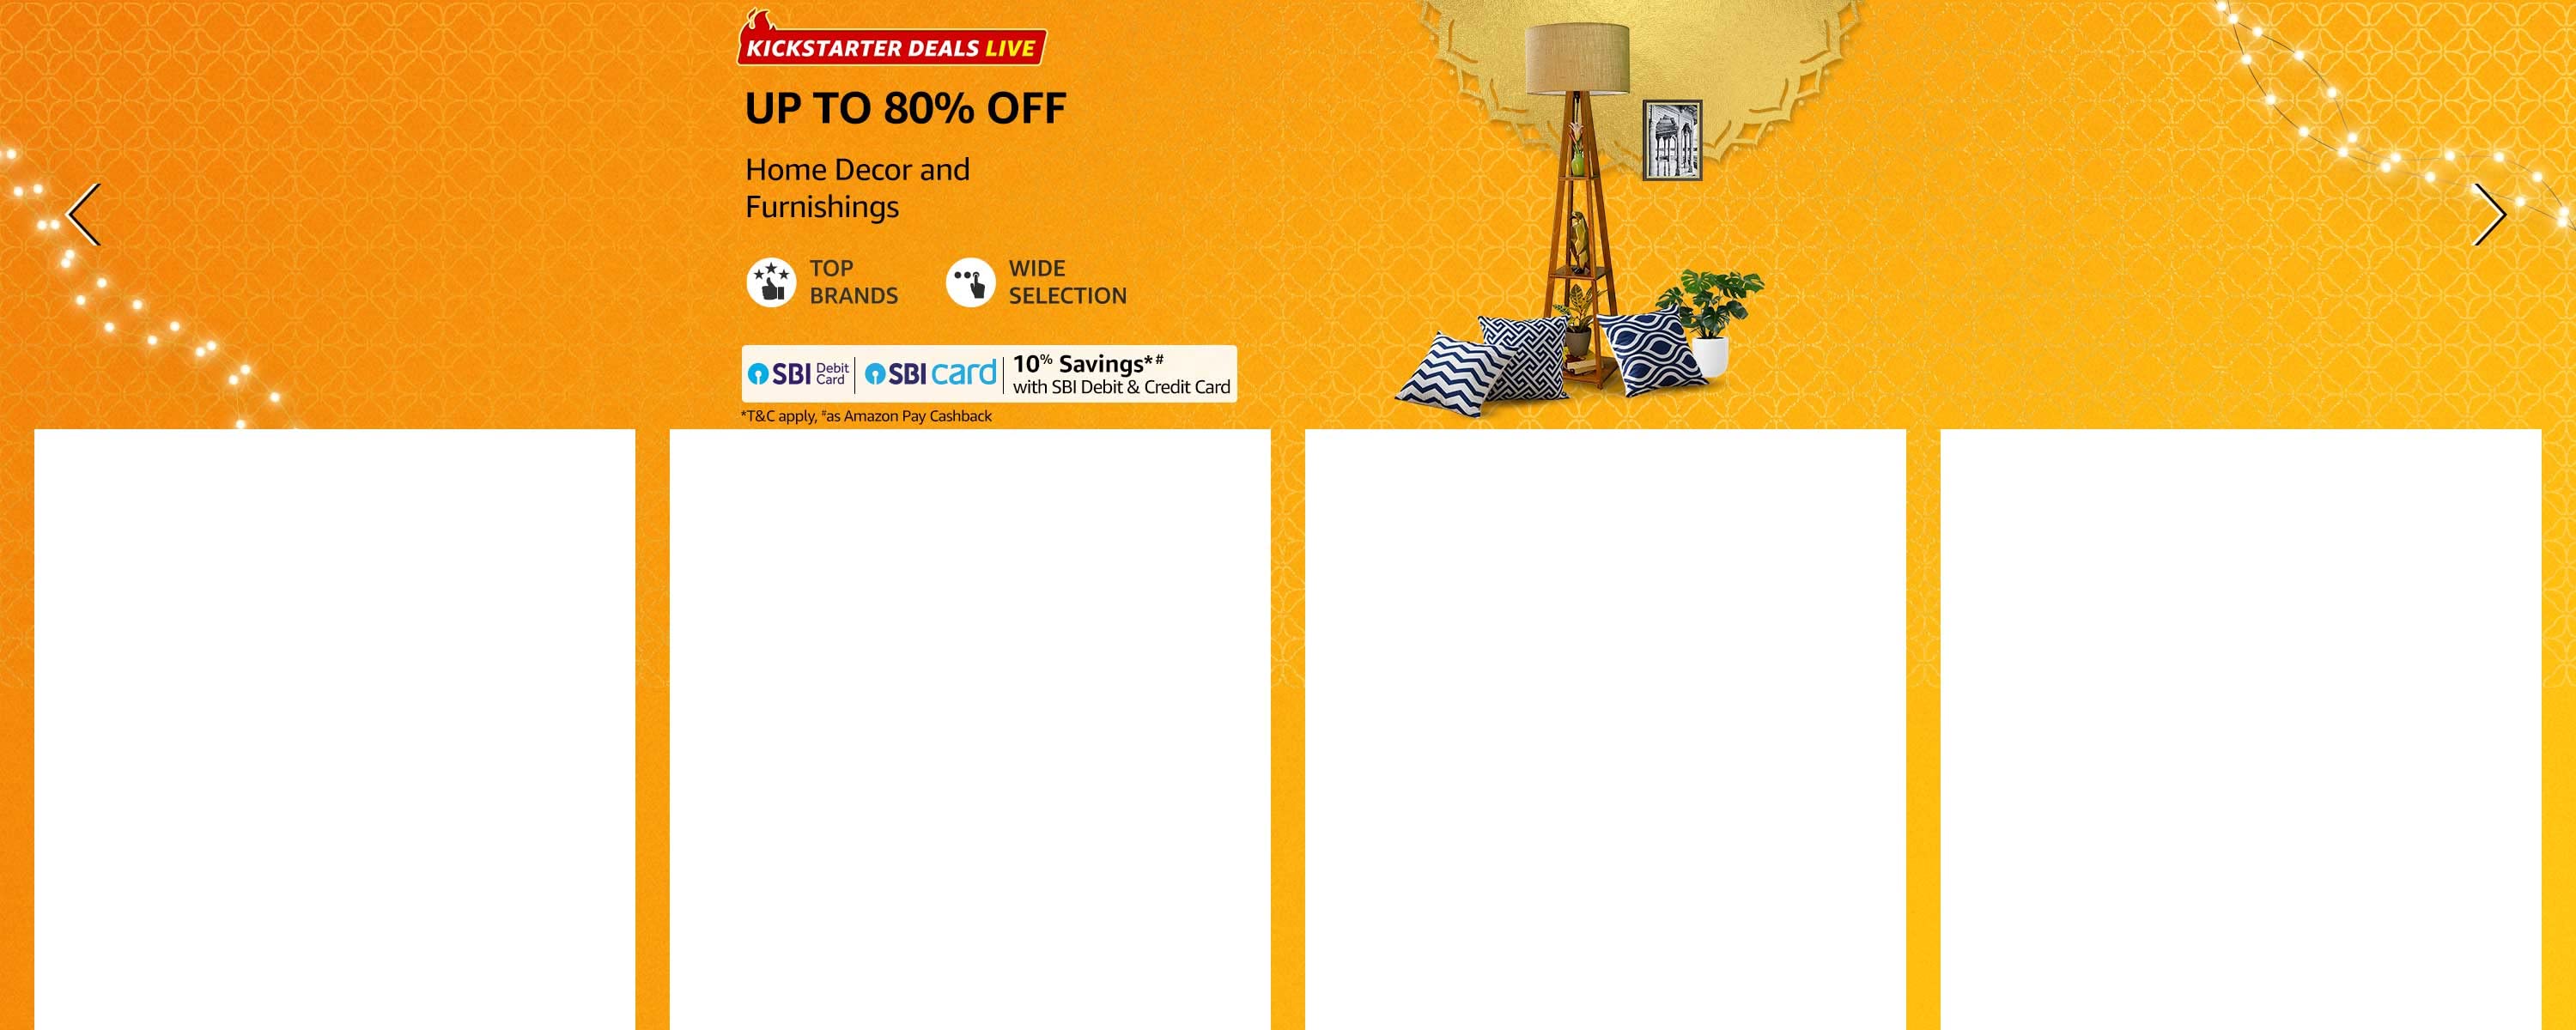 KICKSTARTER DEALS LIVE
UP TO 80% OFF
Home Decor and
Furnishings
TOP
BRANDS
WIDE
SELECTION
SBI Debit Card
SBI card
10% Savings*#
with SBI Debit & Credit Card
*T&C apply, #as Amazon Pay Cashback